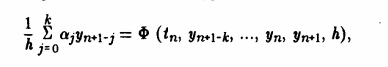 1/h Σ_{j=0}^{k} α_j y_{n+1-j} = Φ (t_n, y_{n+1-k}, ..., y_n, y_{n+1}, h),